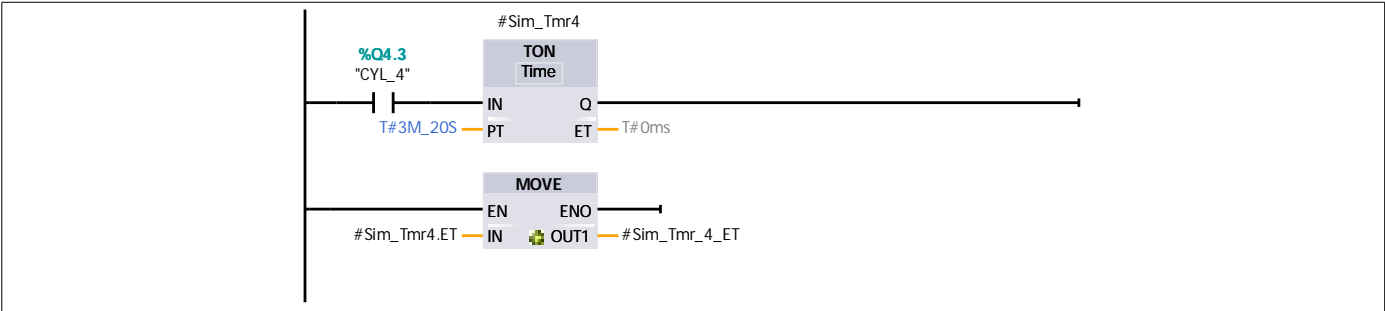 #Sim_Tmr4
%Q4.3
"CYL_4"
TON
Time
IN Q
T#3M_20S PT ET T#0ms
MOVE
EN ENO
#Sim_Tmr4.ET IN OUT1 #Sim_Tmr_4_ET